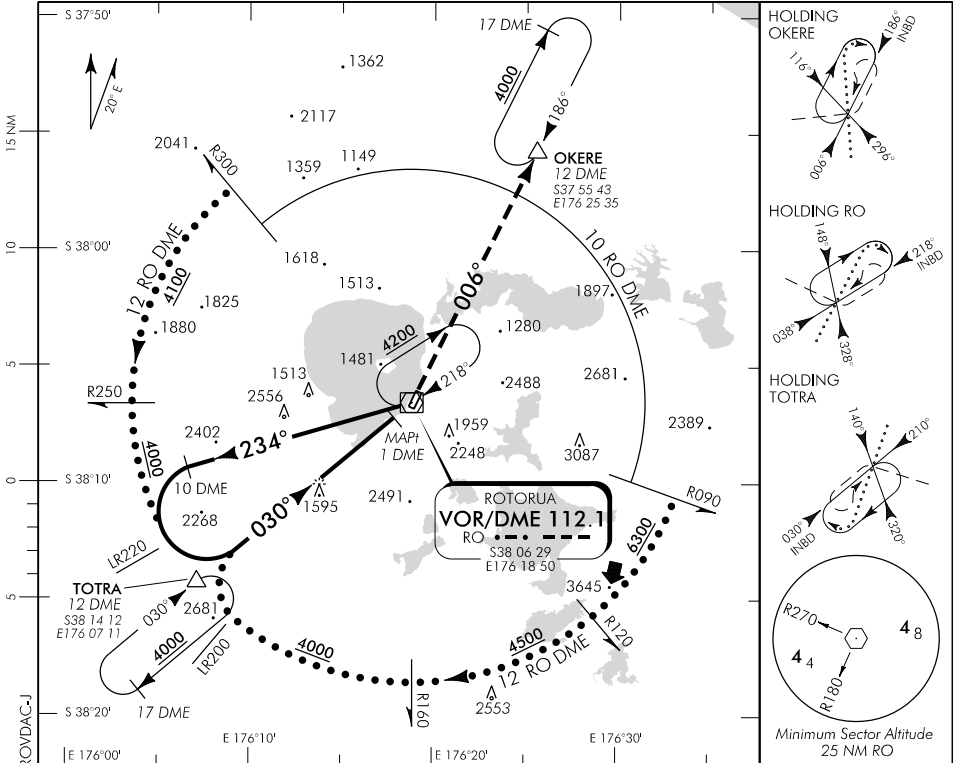 S 37°50'
17 DME
1362
4000
20° E
2117
186°
15 NM
2041
R300
1359
1149
OKERE
12 DME
S37 55 43
E176 25 35
12 RO DME
4100
10
S 38°00'
1618
10 RO DME
006°
1513
1897
1825
1880
4200
1280
1481
5
218°
1513
2488
2681
R250
2556
234°
MAPt
1 DME
1959
2248
2389
2402
3087
4000
0
S 38°10'
10 DME
030°
1595
2491
R090
2268
ROTORUA
VOR/DME 112.1
RO
S38 06 29
E176 18 50
6300
LR220
TOTRA
12 DME
S38 14 12
E176 07 11
030°
2681
3645
5
4000
LR200
R120
4000
4500
12 RO DME
R160
2553
S 38°20'
17 DME
ROVDAC-J
E 176°00'
E 176°10'
E 176°20'
E 176°30'
HOLDING
OKERE
186°
INBD
116°
006°
296°
HOLDING RO
148°
218°
INBD
038°
328°
HOLDING
TOTRA
140°
210°
030°
INBD
320°
R270
4 8
4 4
R180
Minimum Sector Altitude
25 NM RO